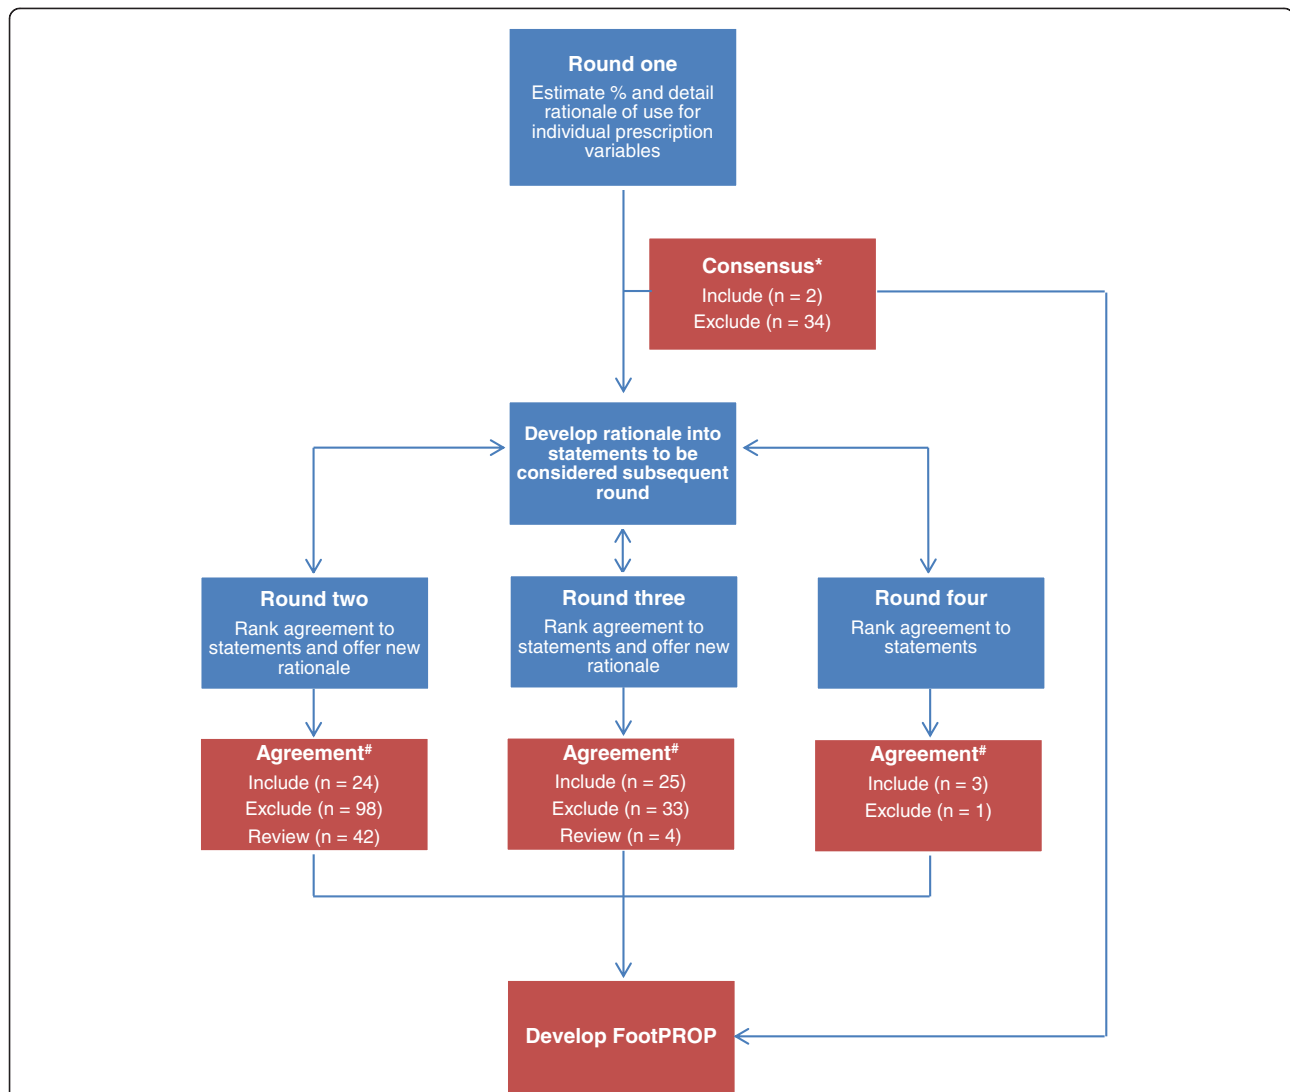 Round one
Estimate % and detail
rationale of use for
individual prescription
variables
Consensus*
Include (n = 2)
Exclude (n = 34)
Develop rationale into
statements to be
considered subsequent
round
Round two
Rank agreement to
statements and offer new
rationale
Round three
Rank agreement to
statements and offer new
rationale
Round four
Rank agreement to
statements
Agreement#
Include (n = 24)
Exclude (n = 98)
Review (n = 42)
Agreement#
Include (n = 25)
Exclude (n = 33)
Review (n = 4)
Agreement#
Include (n = 3)
Exclude (n = 1)
Develop FootPROP